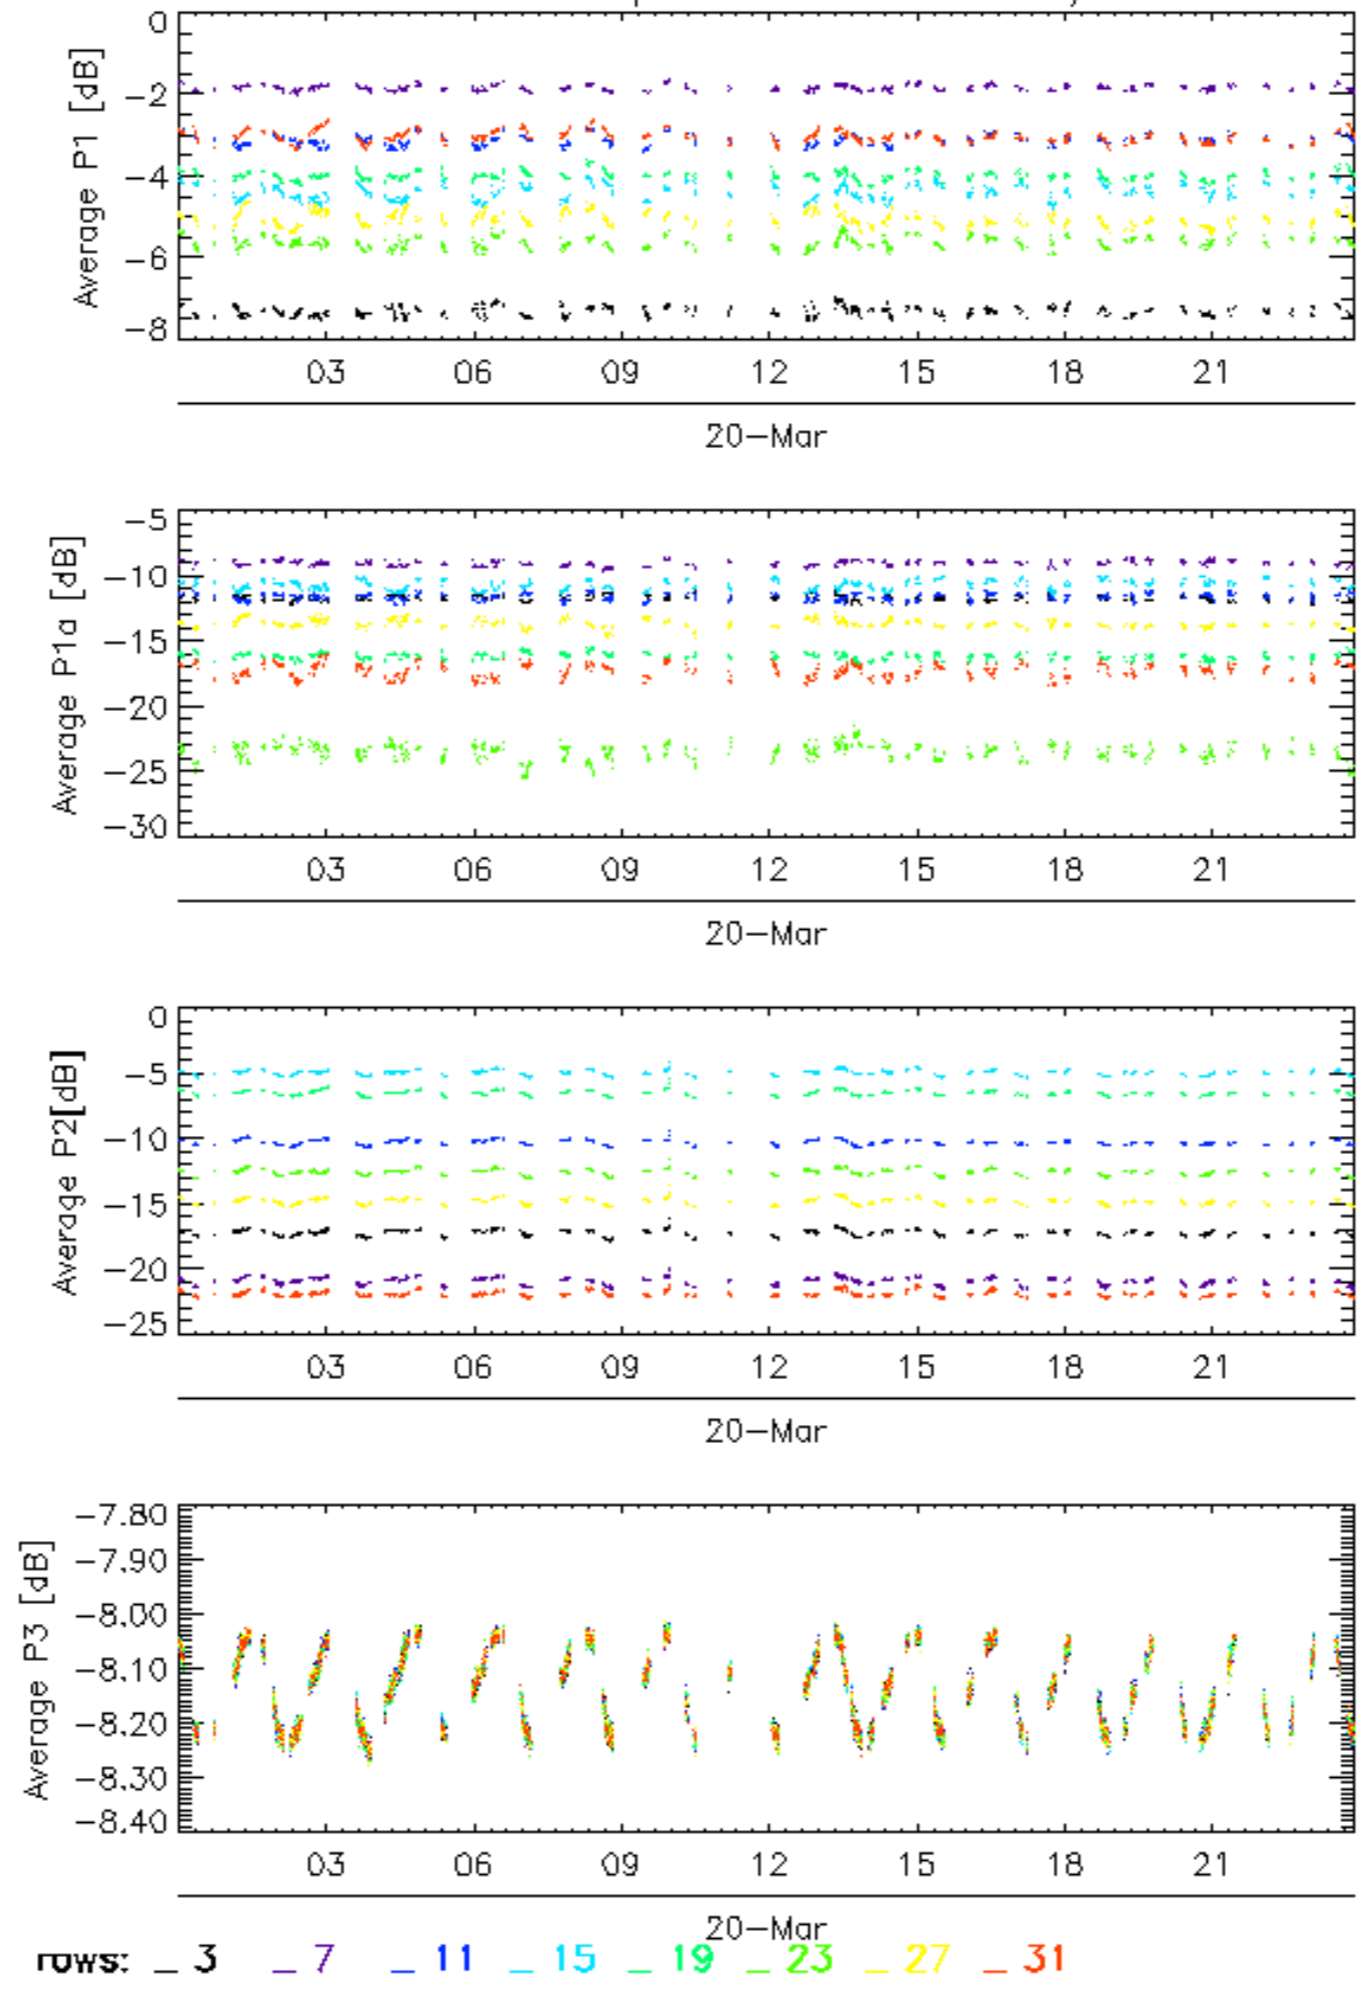 0
-2
-4
-6
-8
Average P1 [dB]
03 06 09 12 15 18 21
20-Mar
-5
-10
-15
-20
-25
-30
Average P1a [dB]
03 06 09 12 15 18 21
20-Mar
0
-5
-10
-15
-20
-25
Average P2[dB]
03 06 09 12 15 18 21
20-Mar
-7.80
-7.90
-8.00
-8.10
-8.20
-8.30
-8.40
Average P3 [dB]
03 06 09 12 15 18 21
20-Mar
rows: _ 3 _ 7 _ 11 _ 15 _ 19 _ 23 _ 27 _ 31